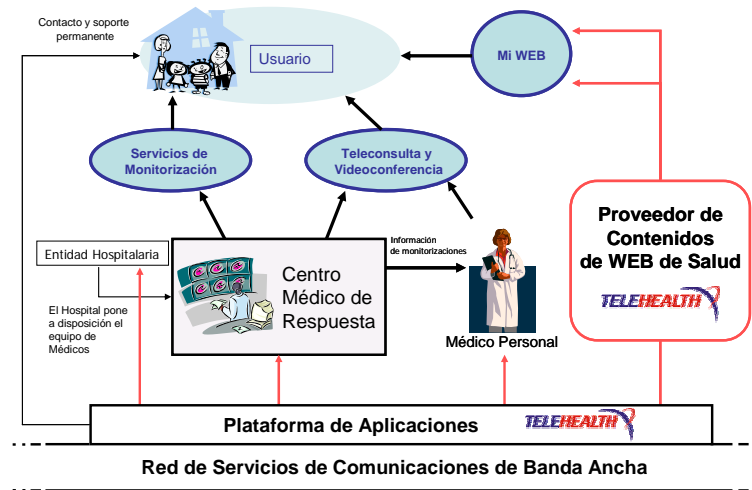 Contacto y soporte
permanente
Usuario
Mi WEB
Servicios de
Monitorización
Teleconsulta y
Videoconferencia
Proveedor de
Contenidos
de WEB de Salud
TELEHEALTH
Entidad Hospitalaria
Información
de monitorizaciones
Centro
Médico de
Respuesta
El Hospital pone
a disposición el
equipo de
Médicos
Médico Personal
Plataforma de Aplicaciones
TELEHEALTH
Red de Servicios de Comunicaciones de Banda Ancha